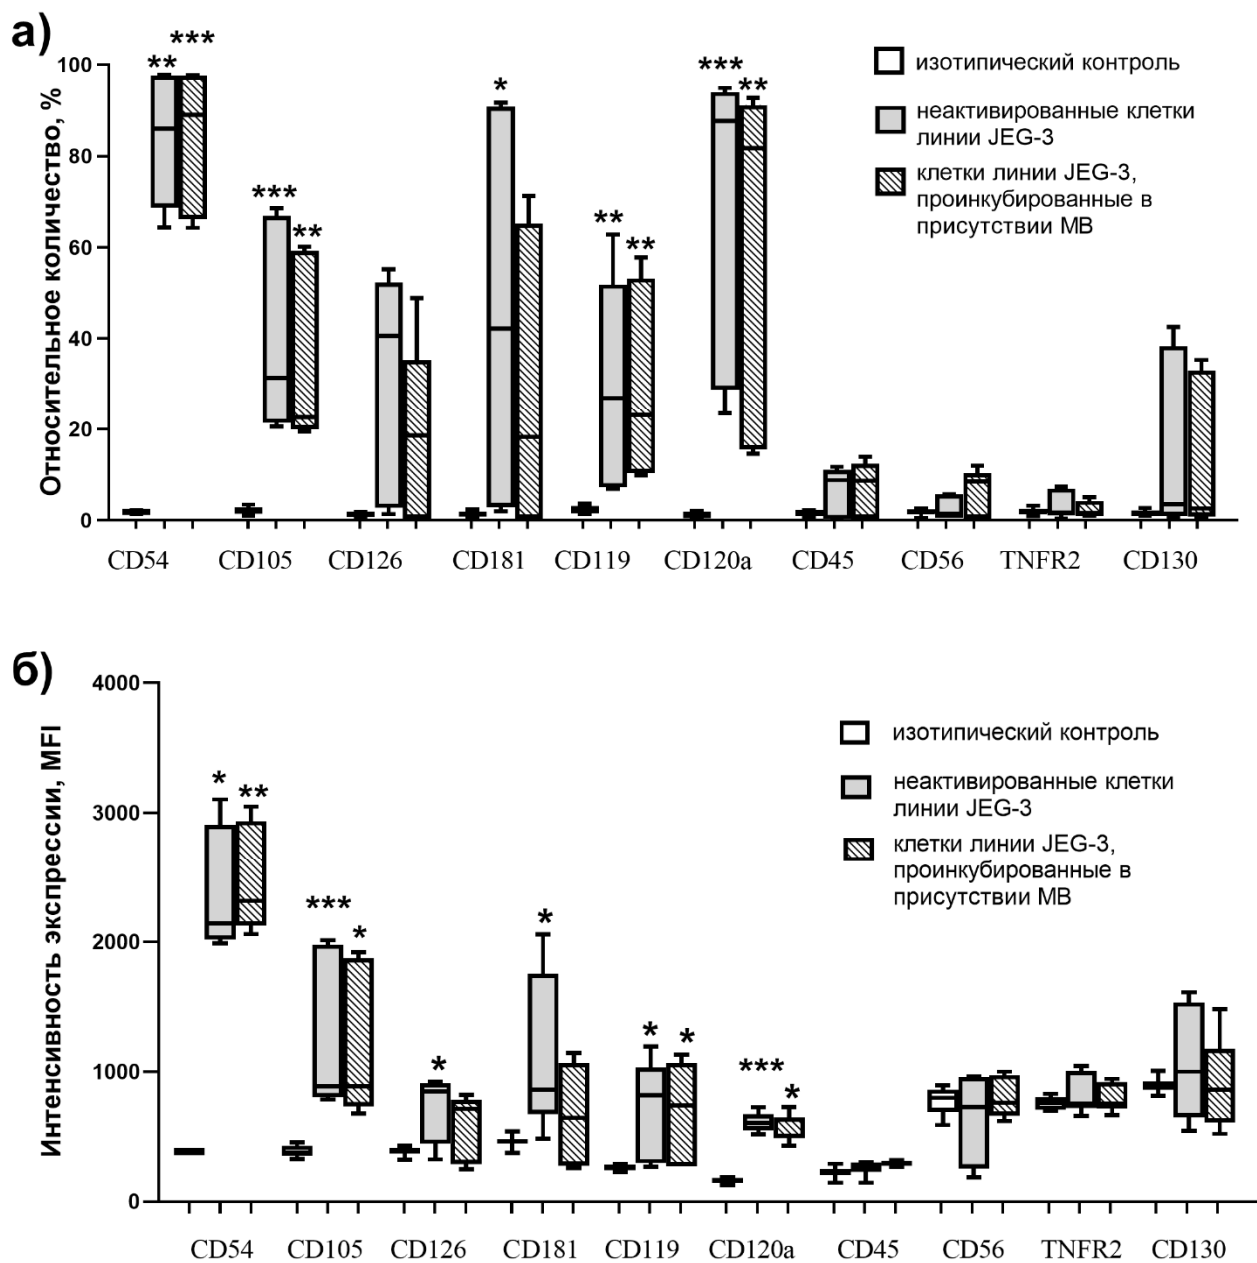 а)
Относительное количество, %
100
80
60
40
20
0
** *** *** ** * ** ** *** **
изотипический контроль
неактивированные клетки
линии JEG-3
клетки линии JEG-3,
проинкубированные в
присутствии МВ
CD54 CD105 CD126 CD181 CD119 CD120a CD45 CD56 TNFR2 CD130
б)
Интенсивность экспрессии, MFI
4000
3000
2000
1000
0
* ** *** * * * * * *** *
изотипический контроль
неактивированные клетки
линии JEG-3
клетки линии JEG-3,
проинкубированные в
присутствии МВ
CD54 CD105 CD126 CD181 CD119 CD120a CD45 CD56 TNFR2 CD130